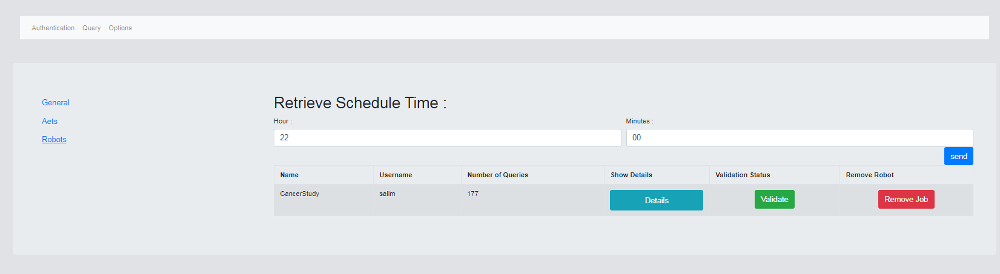 Authentication Query Options
General
Aets
Robots
Retrieve Schedule Time :
Hour : Minutes :
22 00
send
Name Username Number of Queries Show Details Validation Status Remove Robot
CancerStudy salim 177 Details Validate Remove Job